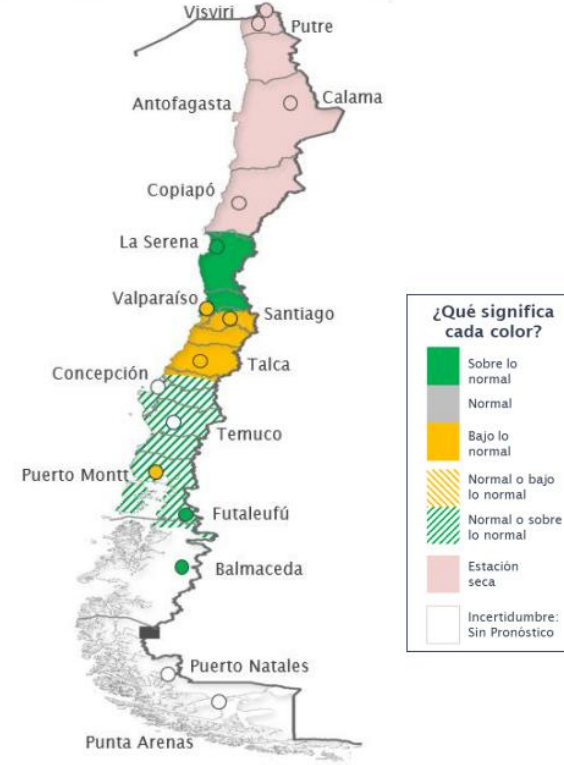 Visviri
Putre
Antofagasta
Calama
Copiapó
La Serena
Valparaíso
Santiago
Concepción
Talca
Temuco
Puerto Montt
Futaleufú
Balmaceda
Puerto Natales
Punta Arenas
¿Qué significa
cada color?
Sobre lo
normal
Normal
Bajo lo
normal
Normal o bajo
lo normal
Normal o sobre
lo normal
Estación
seca
Incertidumbre:
Sin Pronóstico